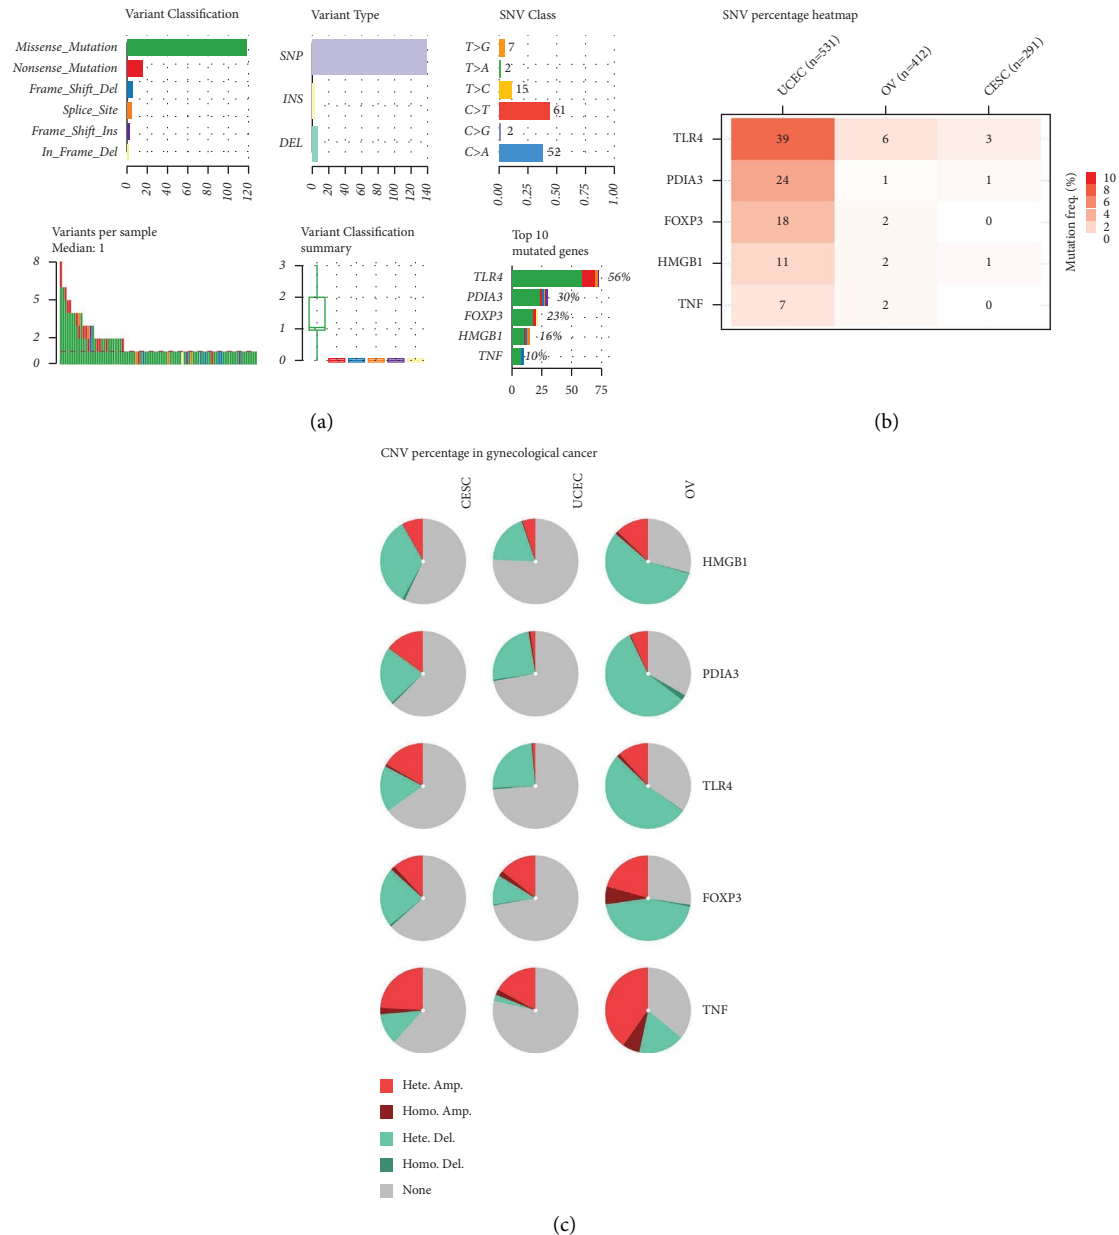 Variant Classification
Missense_Mutation
Nonsense_Mutation
Frame_Shift_Del
Splice_Site
Frame_Shift_Ins
In_Frame_Del
0 20 40 60 80 100 120
Variant Type
SNP
INS
DEL
0 20 40 60 80 100 120 140
SNV Class
T>G 7
T>A 2
T>C 15
C>T 61
C>G 2
C>A 52
0.00 0.25 0.50 0.75 1.00
Variants per sample
Median: 1
8
5
2
0
Variant Classification
summary
3
2
1
0
Top 10
mutated genes
TLR4 56%
PDIA3 30%
FOXP3 23%
HMGB1 16%
TNF 10%
0 25 50 75
(a)
SNV percentage heatmap
UCEC (n=531)
OV (n=412)
CESC (n=291)
TLR4 39 6 3
PDIA3 24 1 1
FOXP3 18 2 0
HMGB1 11 2 1
TNF 7 2 0
Mutation freq. (%)
10
8
6
4
2
0
(b)
CNV percentage in gynecological cancer
CESC
UCEC
OV
HMGB1
PDIA3
TLR4
FOXP3
TNF
Hete. Amp.
Homo. Amp.
Hete. Del.
Homo. Del.
None
(c)